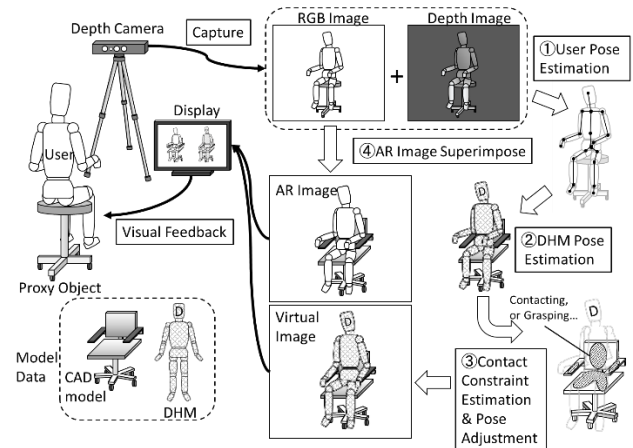 Depth Camera
Capture
RGB Image
Depth Image
+
①User Pose
Estimation
Display
User
④AR Image Superimpose
AR Image
D
②DHM Pose
Estimation
Visual Feedback
Proxy Object
Virtual
Image
D
Contacting,
or Grasping...
D
D
Model
Data
CAD
model
DHM
③Contact
Constraint
Estimation
& Pose
Adjustment